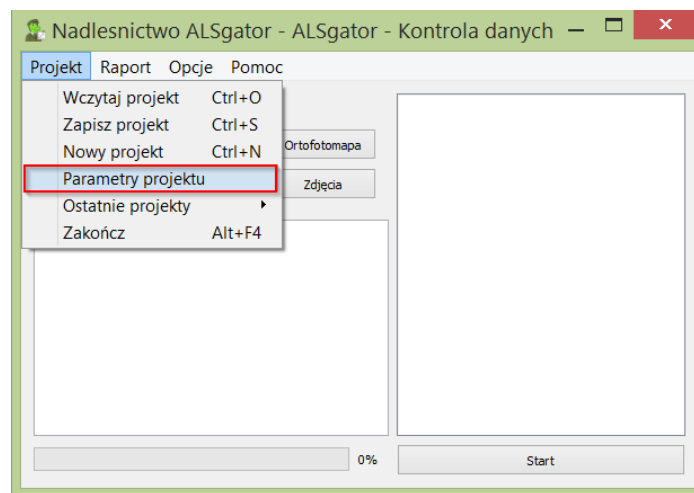 Nadlesnictwo ALSgator - ALSgator - Kontrola danych
Projekt Raport Opcje Pomoc
Wczytaj projekt Ctrl+O
Zapisz projekt Ctrl+S
Nowy projekt Ctrl+N
Parametry projektu
Ostatnie projekty
Zakończ Alt+F4
Ortofotomapa
Zdjęcia
0%
Start